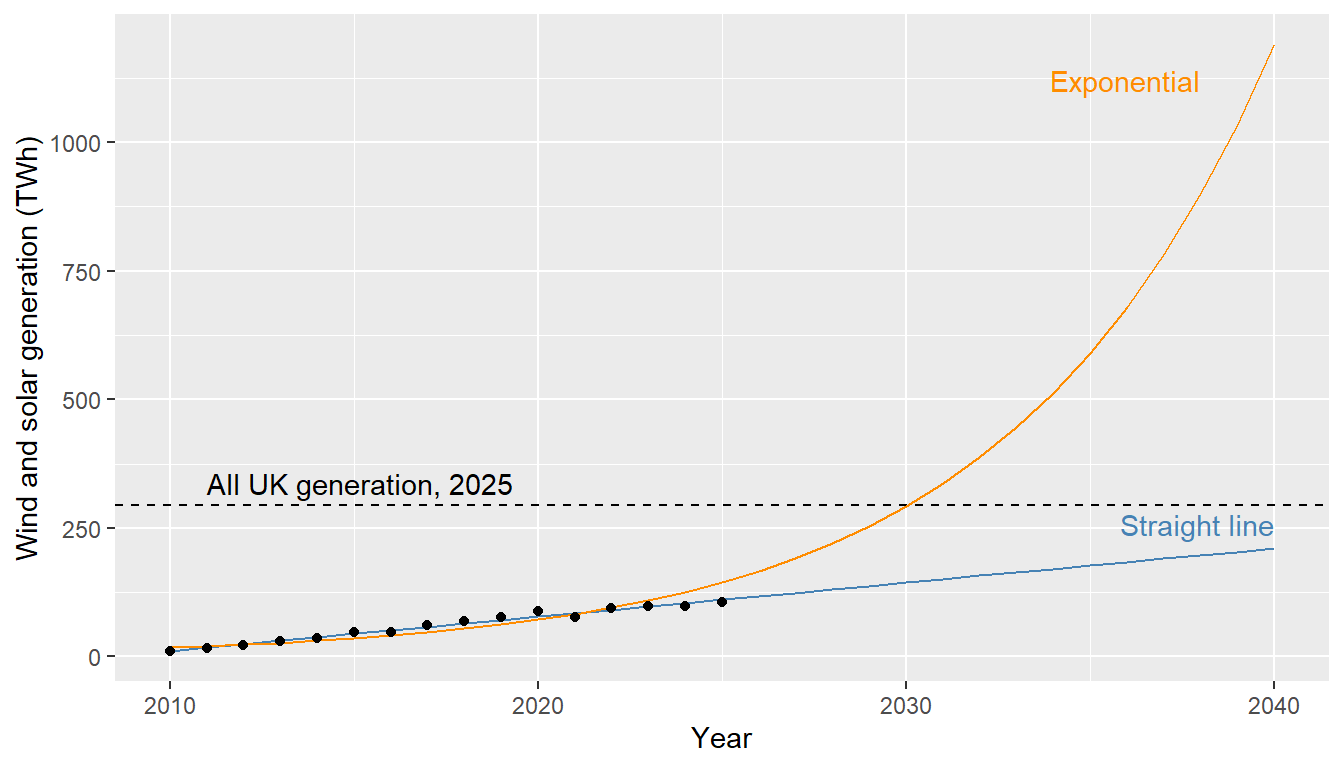 Wind and solar generation (TWh)
1000
750
500
250
0
Exponential
All UK generation, 2025
Straight line
2010
2020
2030
2040
Year